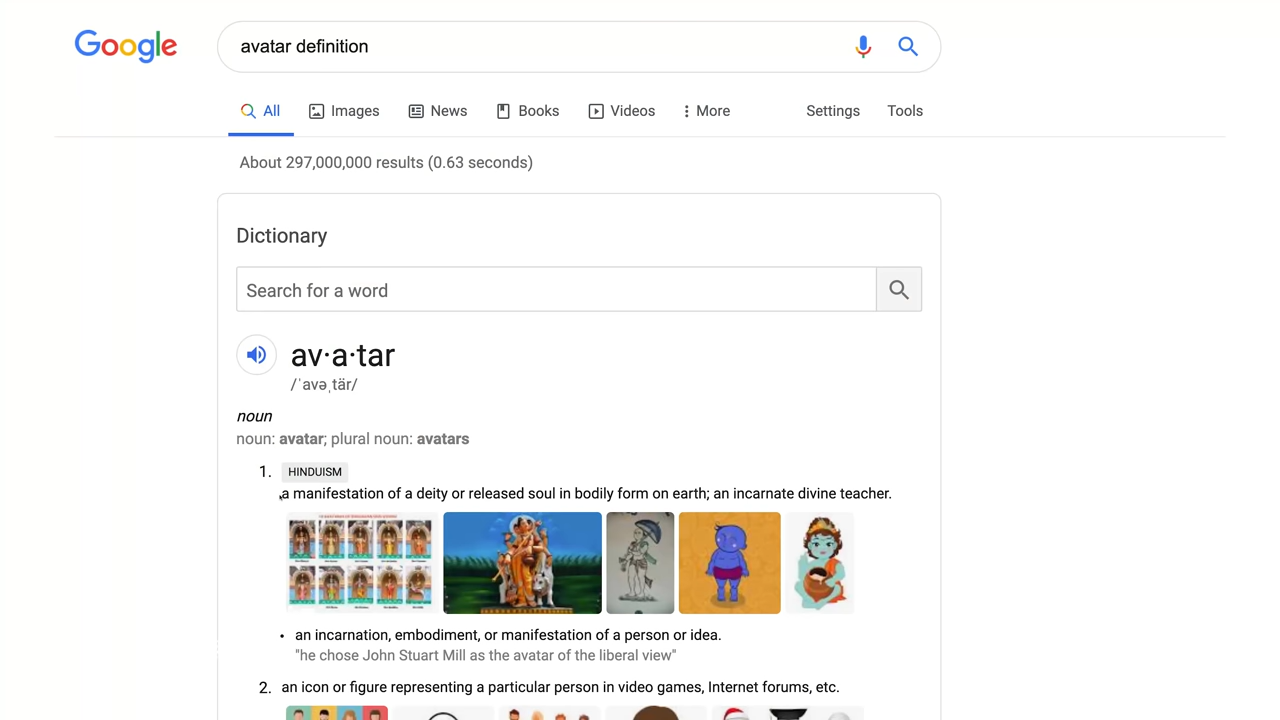 Google
avatar definition
All Images News Books Videos More Settings Tools
About 297,000,000 results (0.63 seconds)
Dictionary
Search for a word
av·a·tar
/ˈavəˌtär/
noun
noun: avatar; plural noun: avatars
1. HINDUISM
a manifestation of a deity or released soul in bodily form on earth; an incarnate divine teacher.
• an incarnation, embodiment, or manifestation of a person or idea.
"he chose John Stuart Mill as the avatar of the liberal view"
2. an icon or figure representing a particular person in video games, Internet forums, etc.